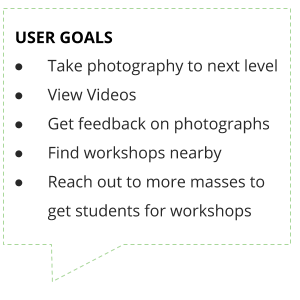 USER GOALS
● Take photography to next level
● View Videos
● Get feedback on photographs
● Find workshops nearby
● Reach out to more masses to
get students for workshops